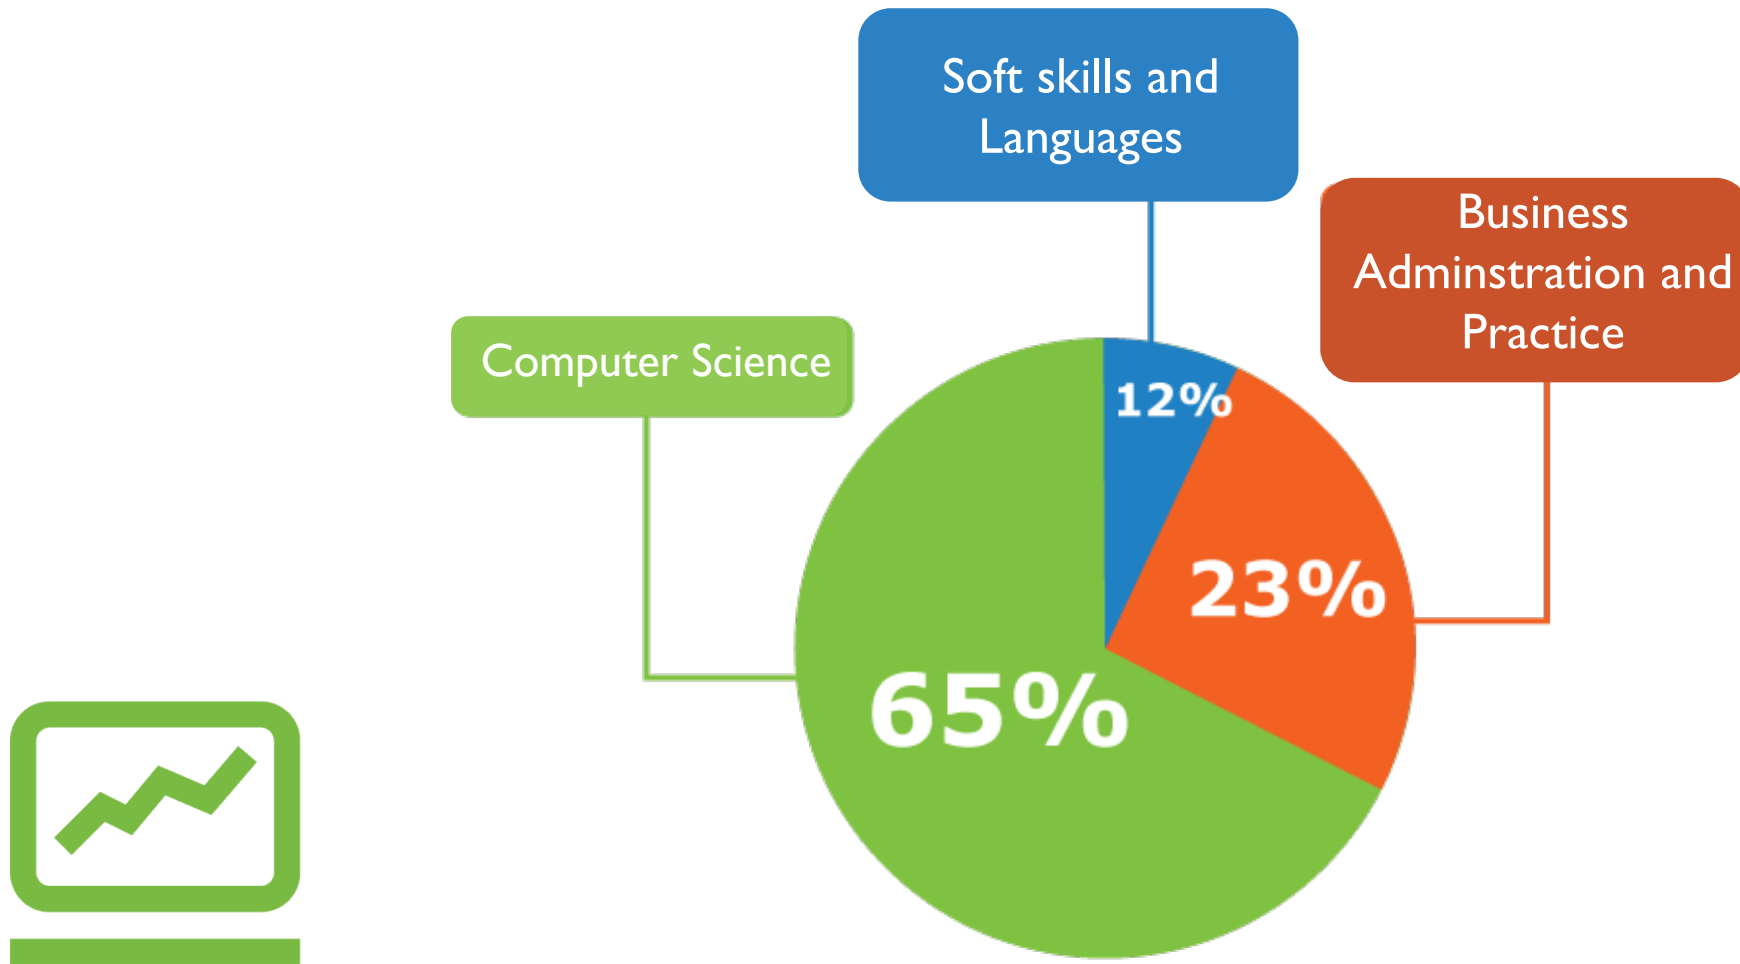 Soft skills and
Languages
Business
Adminstration and
Practice
Computer Science
12%
23%
65%